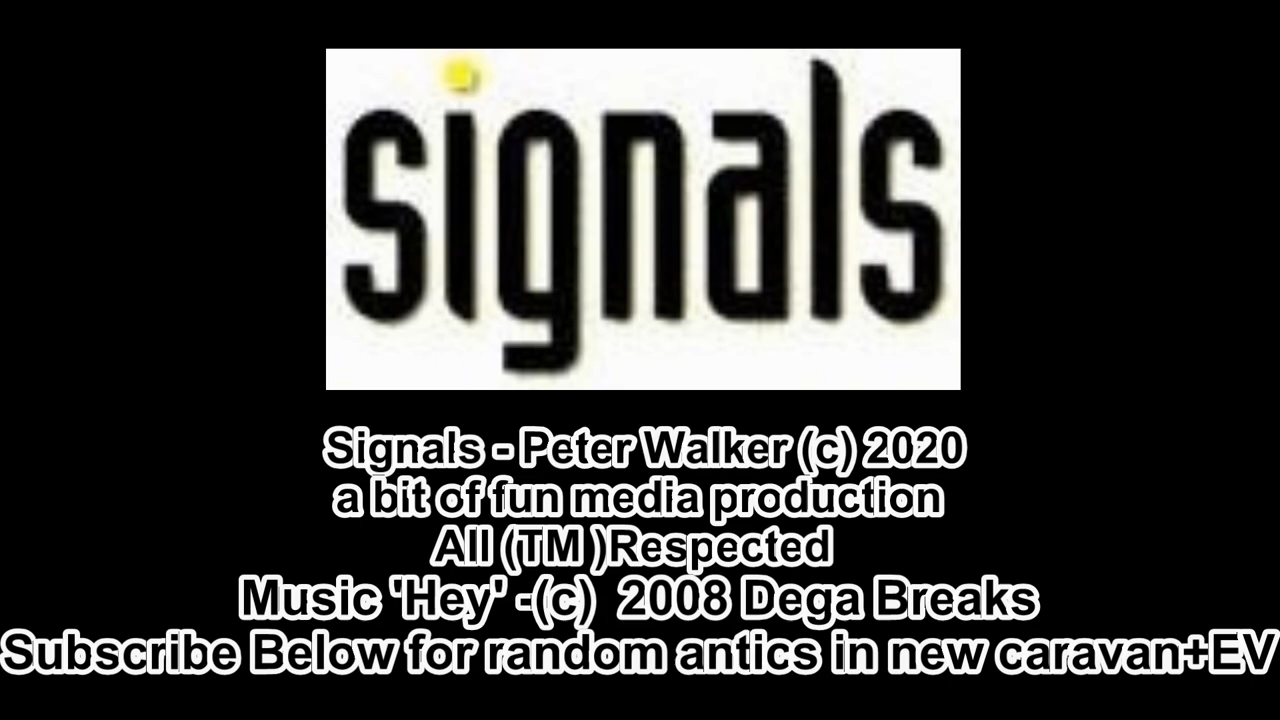 signals
Signals - Peter Walker (c) 2020
a bit of fun media production
All (TM )Respected
Music 'Hey' -(c)  2008 Dega Breaks
Subscribe Below for random antics in new caravan+EV